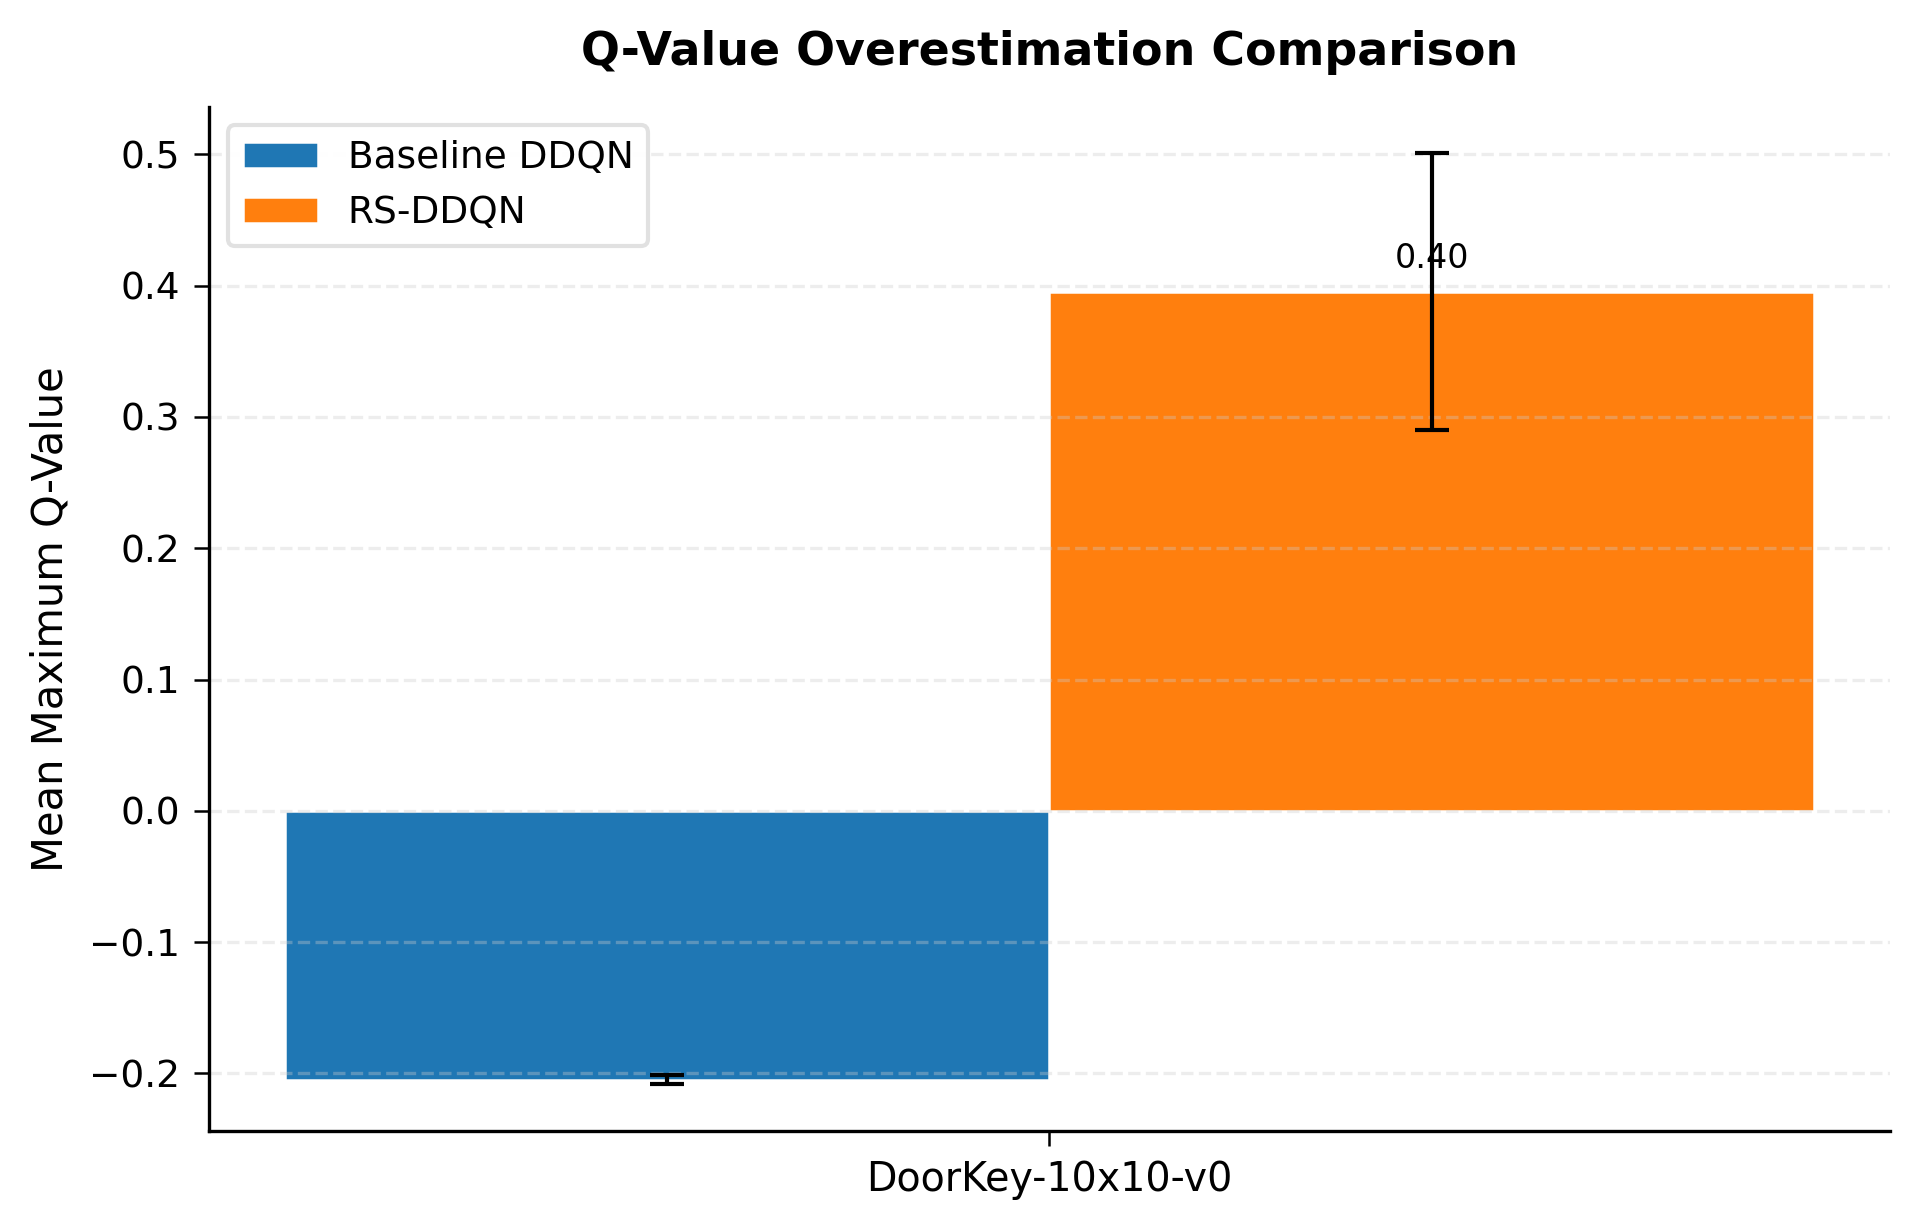 Q-Value Overestimation Comparison
Baseline DDQN
RS-DDQN
Mean Maximum Q-Value
0.5
0.4
0.3
0.2
0.1
0.0
−0.1
−0.2
0.40
DoorKey-10x10-v0